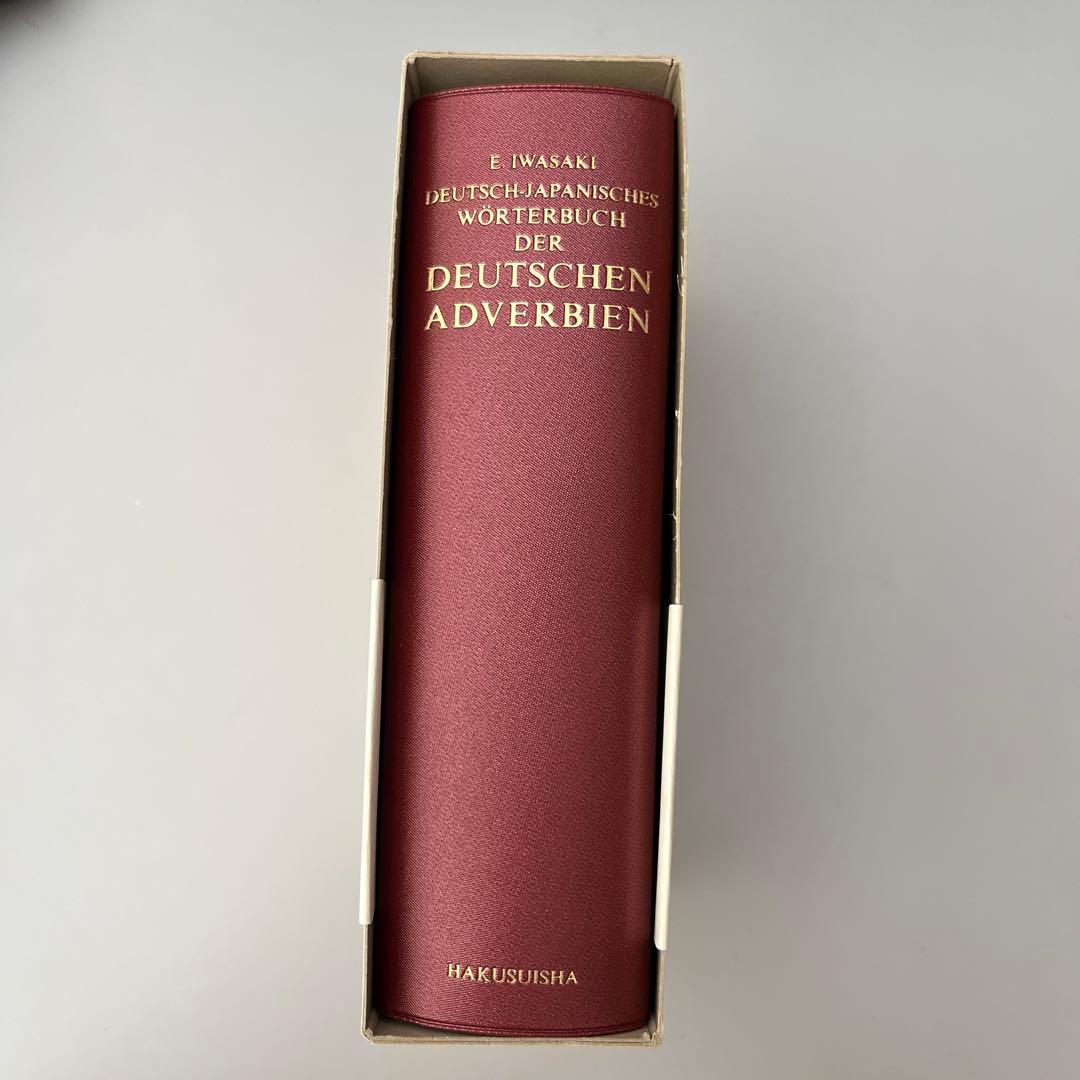 E. IWASAKI
DEUTSCH-JAPANISCHES
WÖRTERBUCH
DER
DEUTSCHEN
ADVERBIEN
HAKUSUISHA